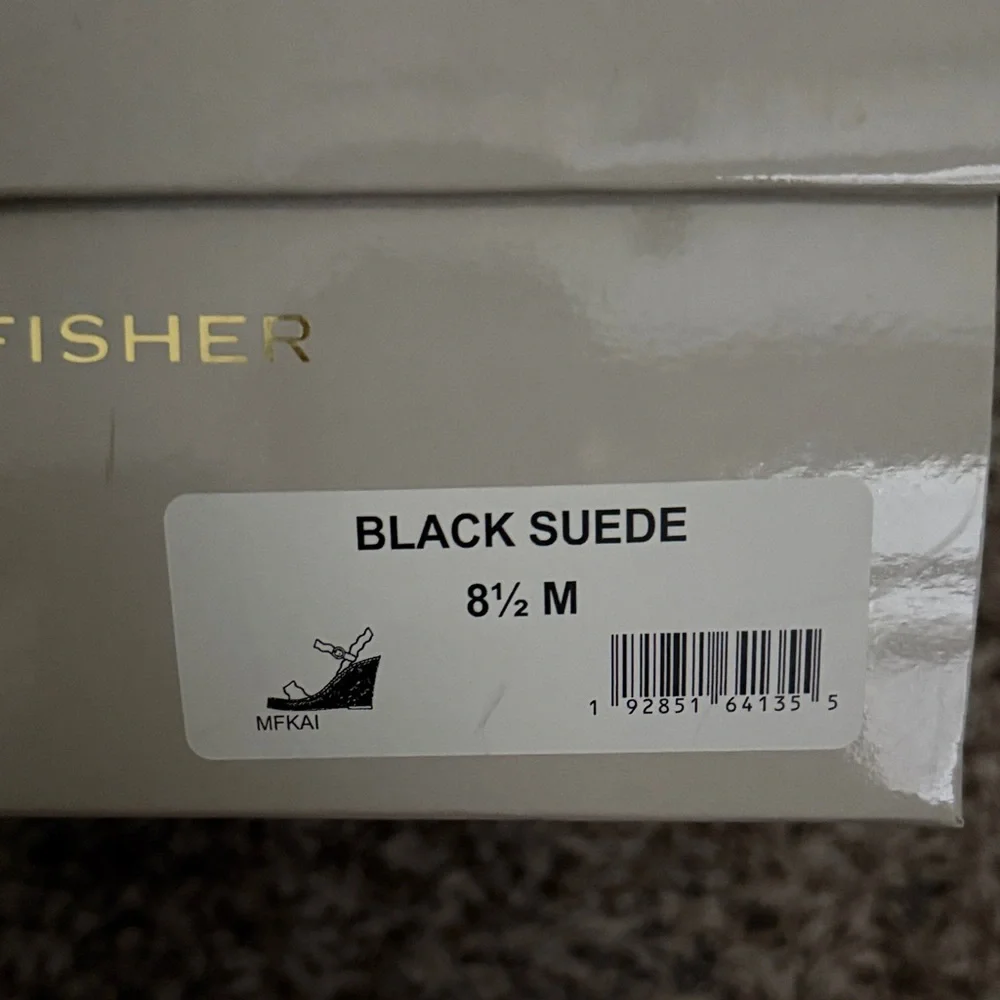 FISHER
BLACK SUEDE
8½ M
MFKAI
1 92851 64135 5